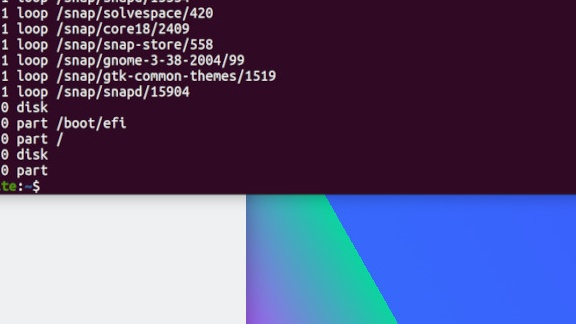 1 loop /snap/snapd/15534
1 loop /snap/solvespace/420
1 loop /snap/core18/2409
1 loop /snap/snap-store/558
1 loop /snap/gnome-3-38-2004/99
1 loop /snap/gtk-common-themes/1519
1 loop /snap/snapd/15904
0 disk
0 part /boot/efi
0 part /
0 disk
0 part
te:~$